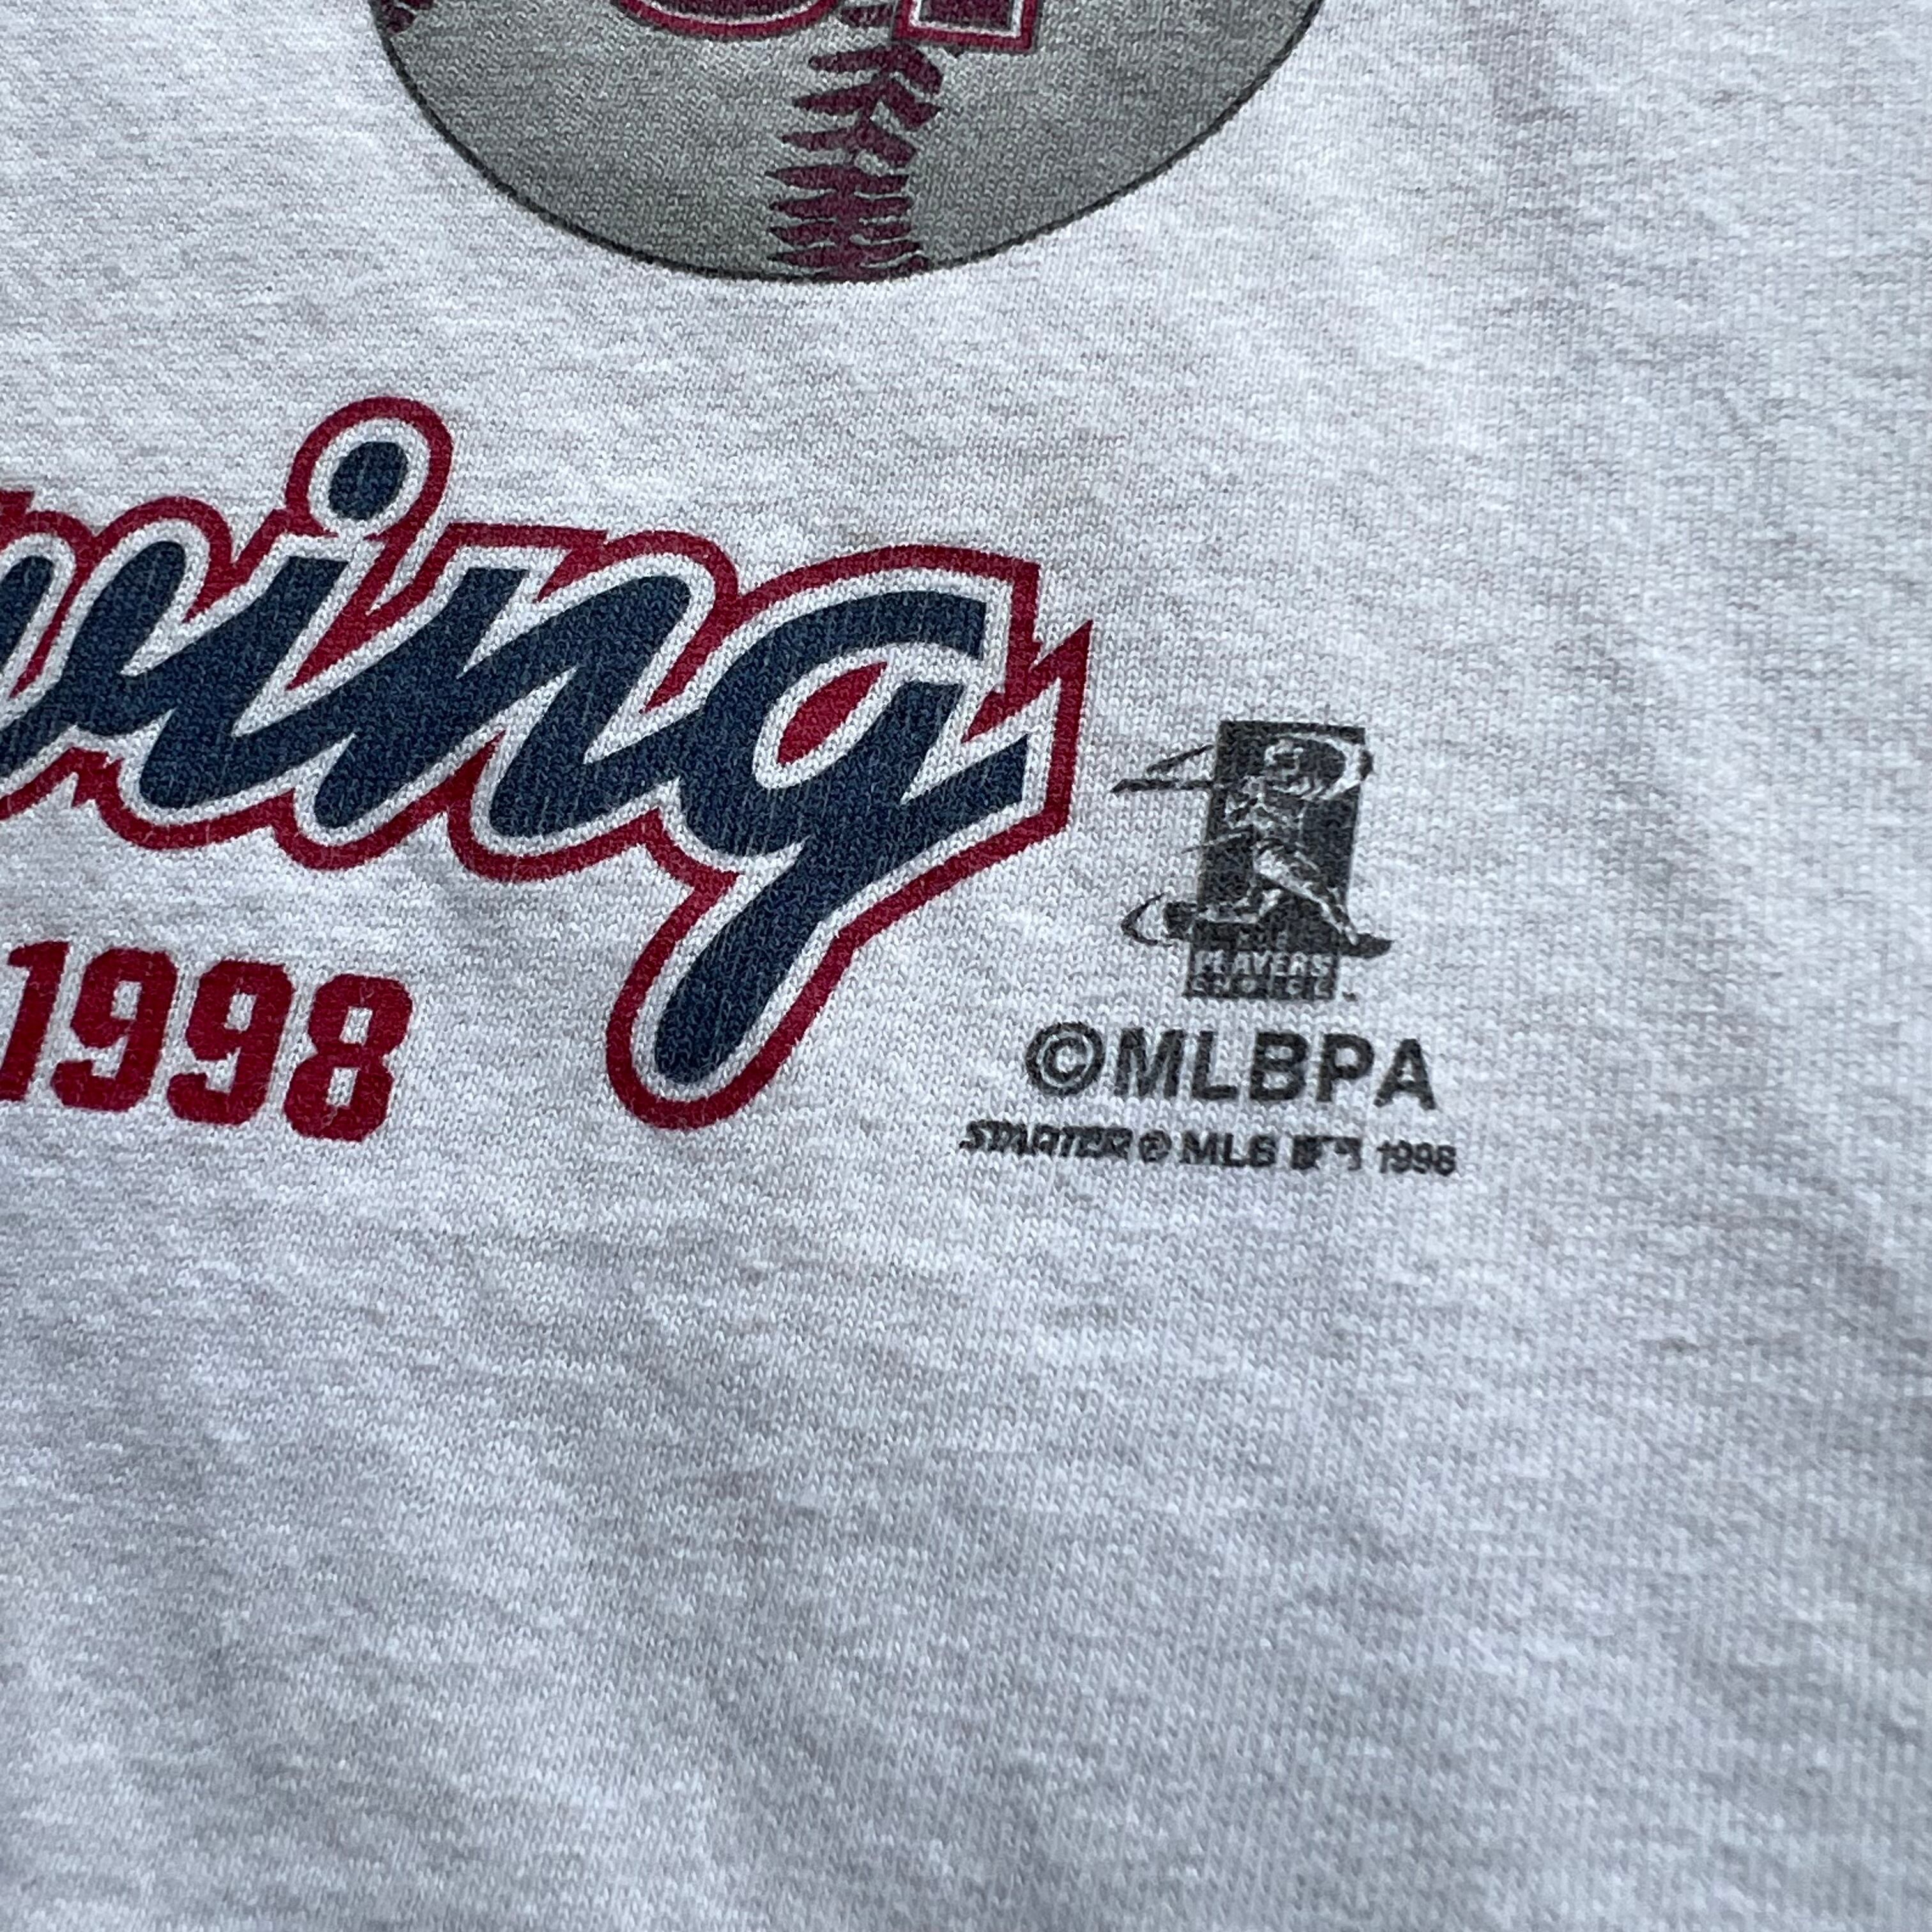 wing
1998
PLAYERS
CHOICE
©MLBPA
STARTER ® MLB 1998